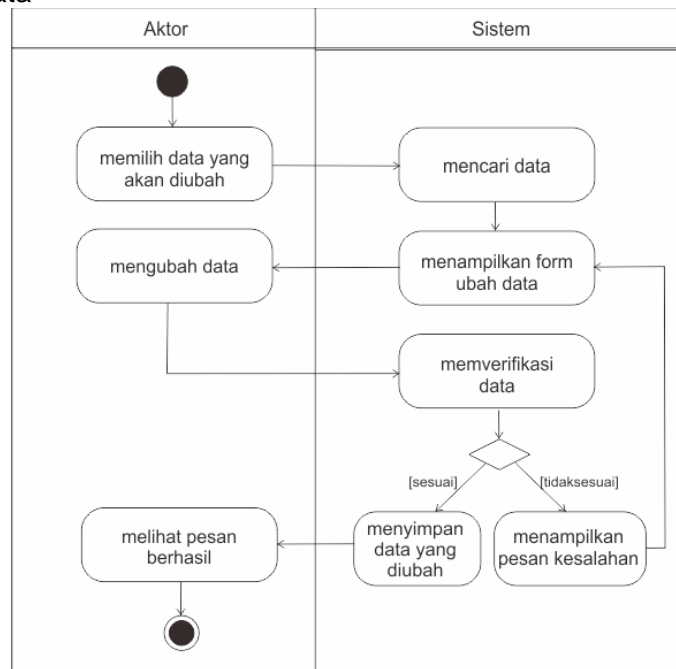 Aktor
Sistem
memilih data yang
akan diubah
mencari data
mengubah data
menampilkan form
ubah data
memverifikasi
data
[sesuai]
[tidaksesuai]
melihat pesan
berhasil
menyimpan
data yang
diubah
menampilkan
pesan kesalahan